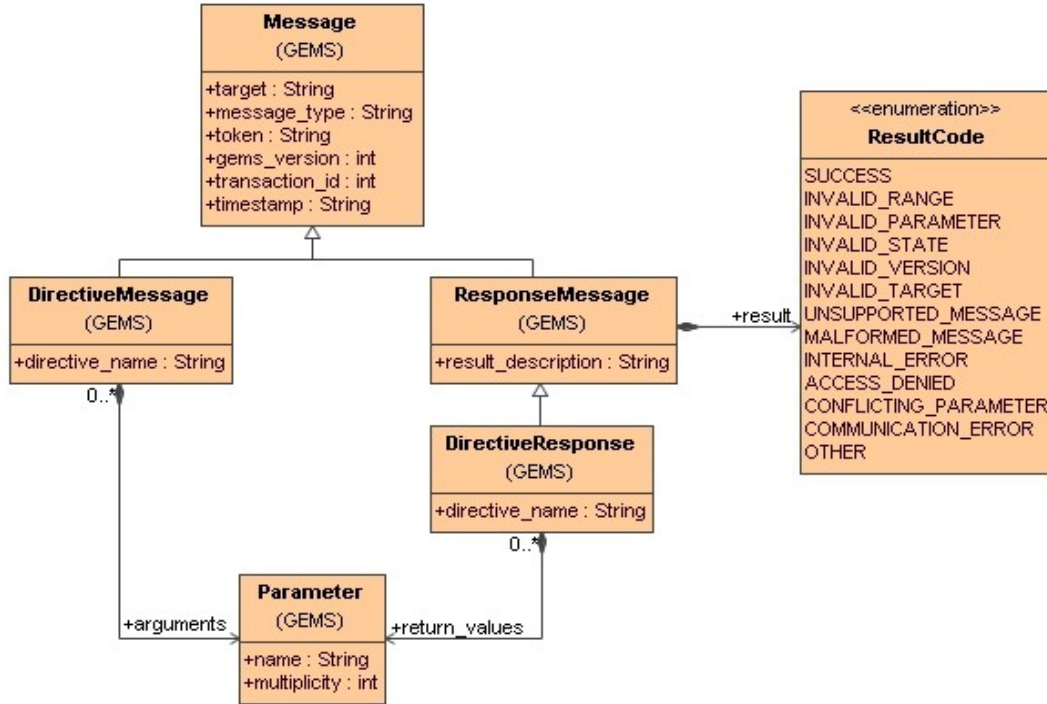 Message
(GEMS)
+target : String
+message_type : String
+token : String
+gems_version : int
+transaction_id : int
+timestamp : String
<<enumeration>>
ResultCode
SUCCESS
INVALID_RANGE
INVALID_PARAMETER
INVALID_STATE
INVALID_VERSION
INVALID_TARGET
UNSUPPORTED_MESSAGE
MALFORMED_MESSAGE
INTERNAL_ERROR
ACCESS_DENIED
CONFLICTING_PARAMETER
COMMUNICATION_ERROR
OTHER
DirectiveMessage
(GEMS)
+directive_name : String
0..*
ResponseMessage
(GEMS)
+result_description : String
+result
DirectiveResponse
(GEMS)
+directive_name : String
0..*
+arguments
Parameter
(GEMS)
+name : String
+multiplicity : int
+return_values